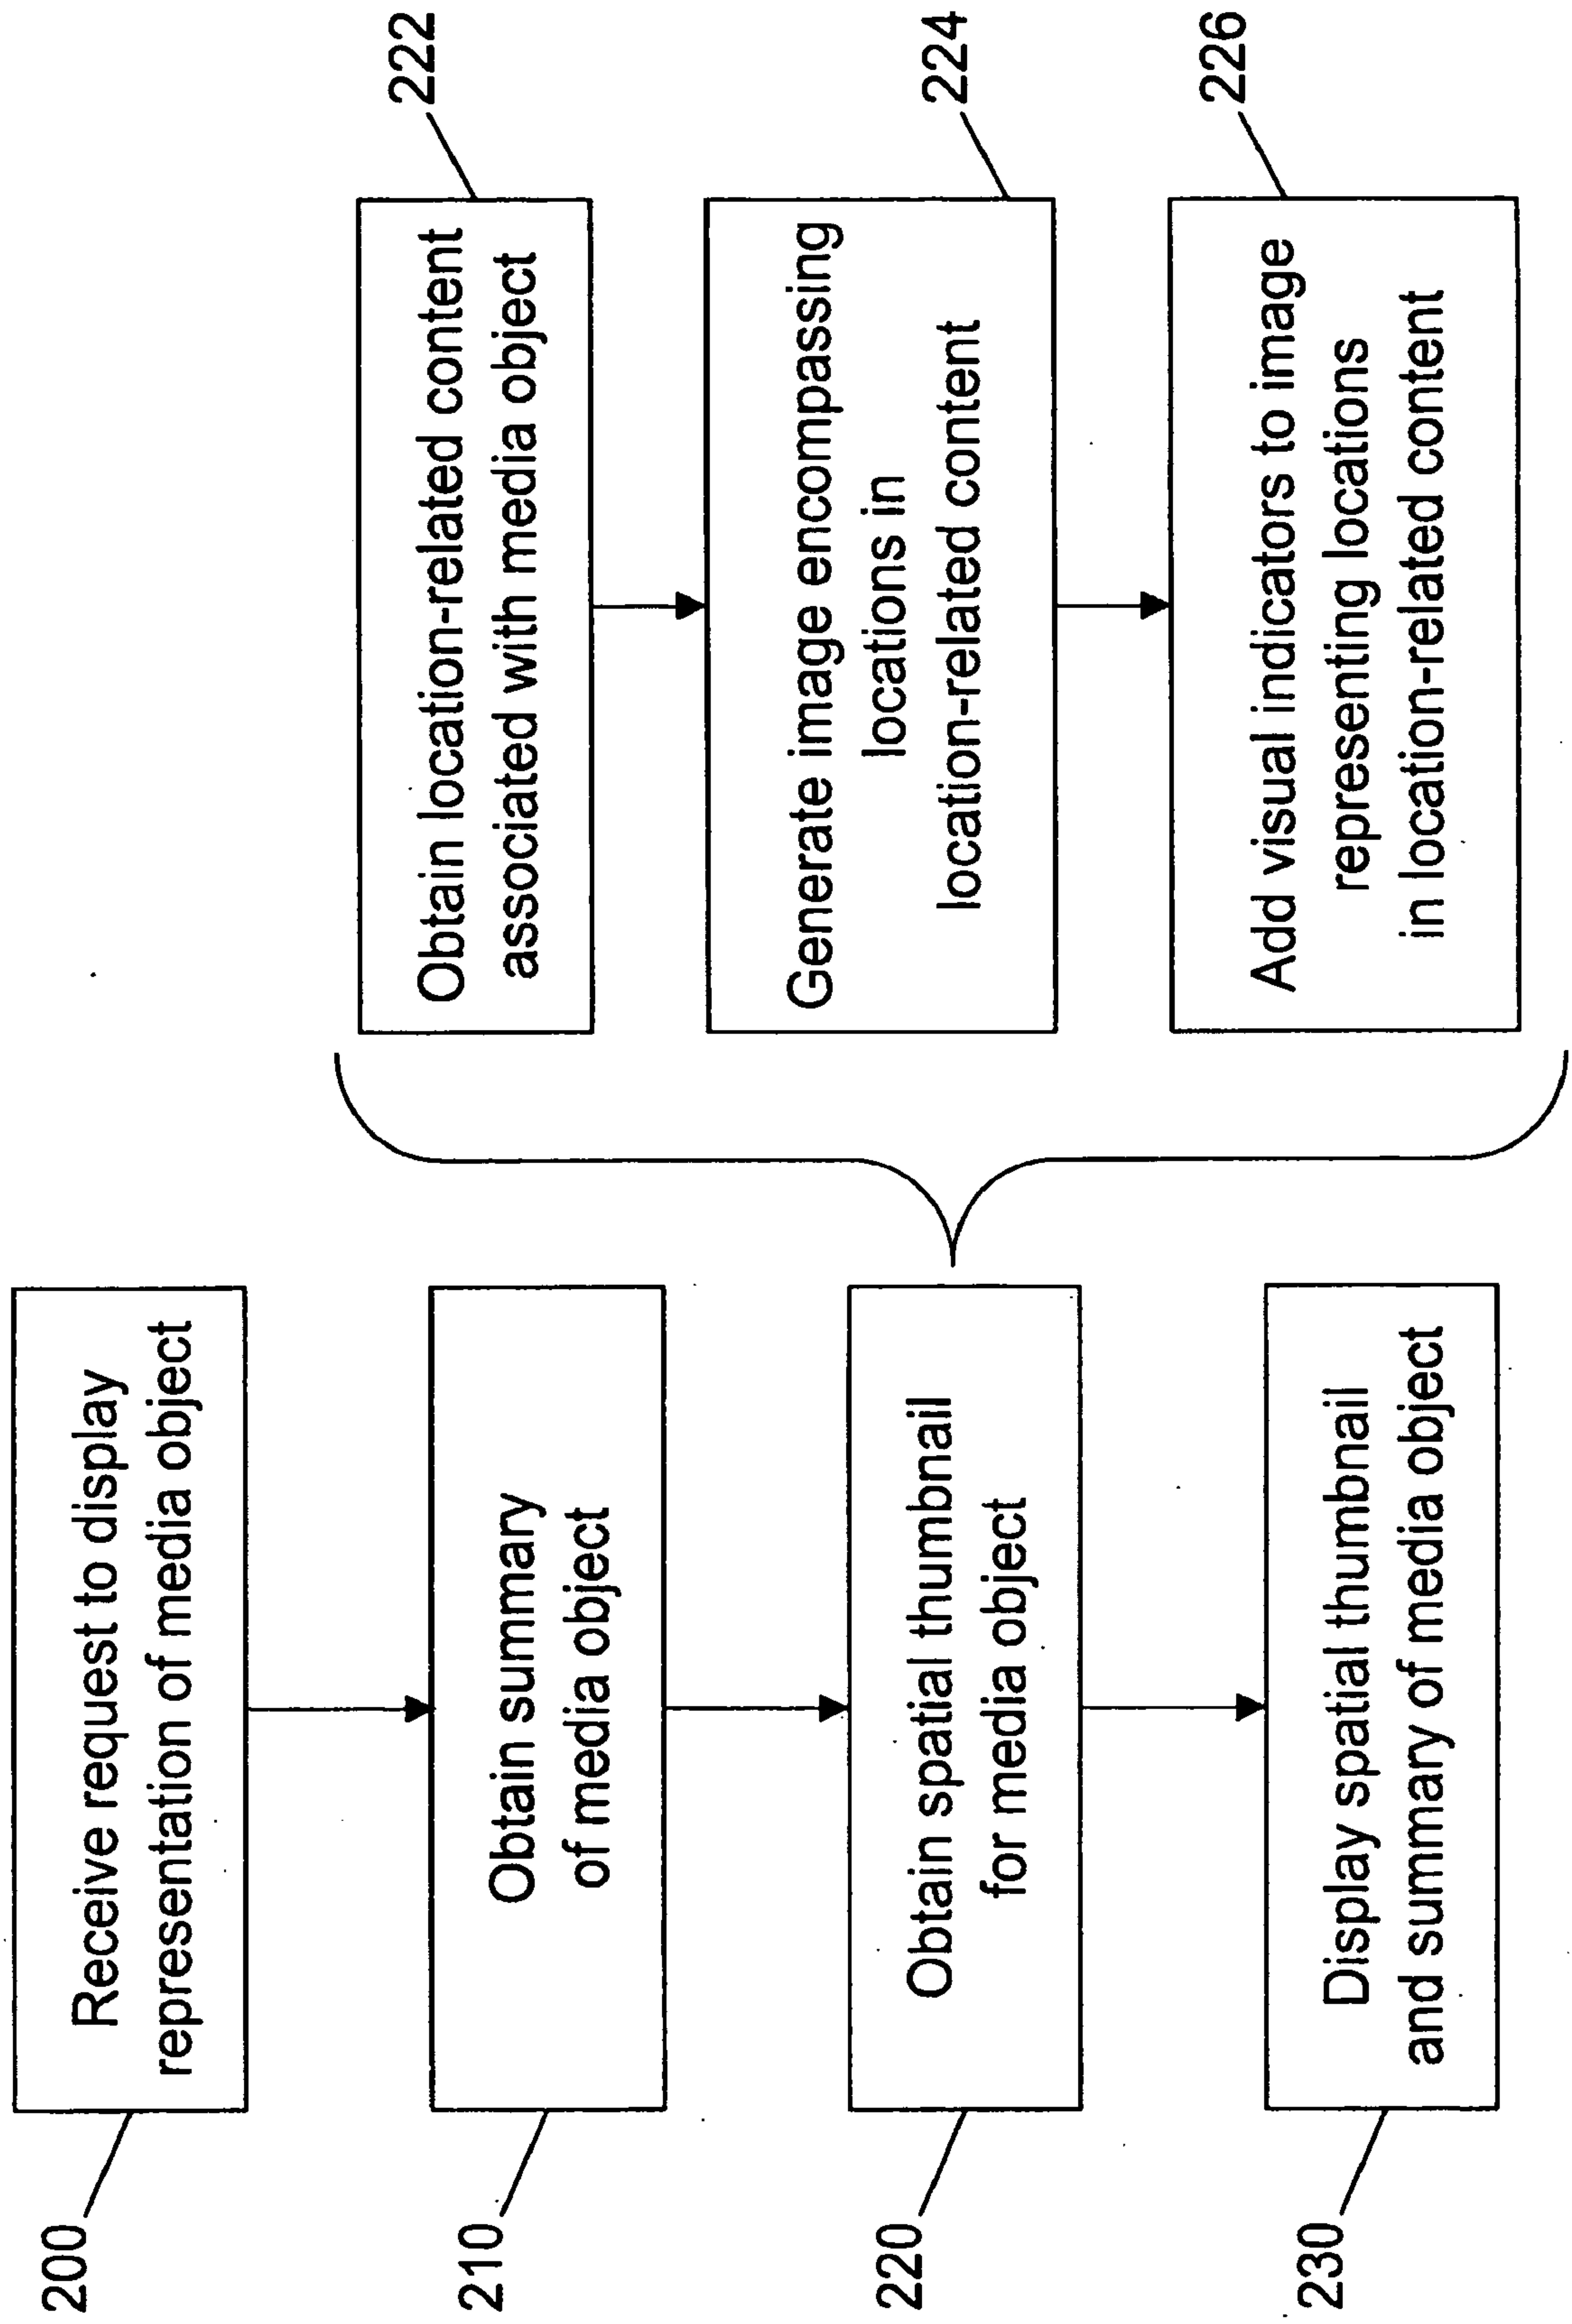 200
Receive request to display
representation of media object
210
Obtain summary
of media object
220
Obtain spatial thumbnail
for media object
230
Display spatial thumbnail
and summary of media object
Obtain location-related content
associated with media object
222
Generate image encompassing
locations in
location-related content
224
Add visual indicators to image
representing locations
in location-related content
226